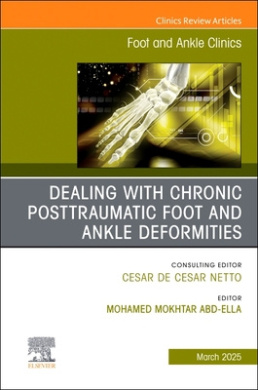 Clinics Review Articles
Foot and Ankle Clinics
DEALING WITH CHRONIC
POSTTRAUMATIC FOOT AND
ANKLE DEFORMITIES
CONSULTING EDITOR
CESAR DE CESAR NETTO
EDITOR
MOHAMED MOKHTAR ABD-ELLA
ELSEVIER
March 2025